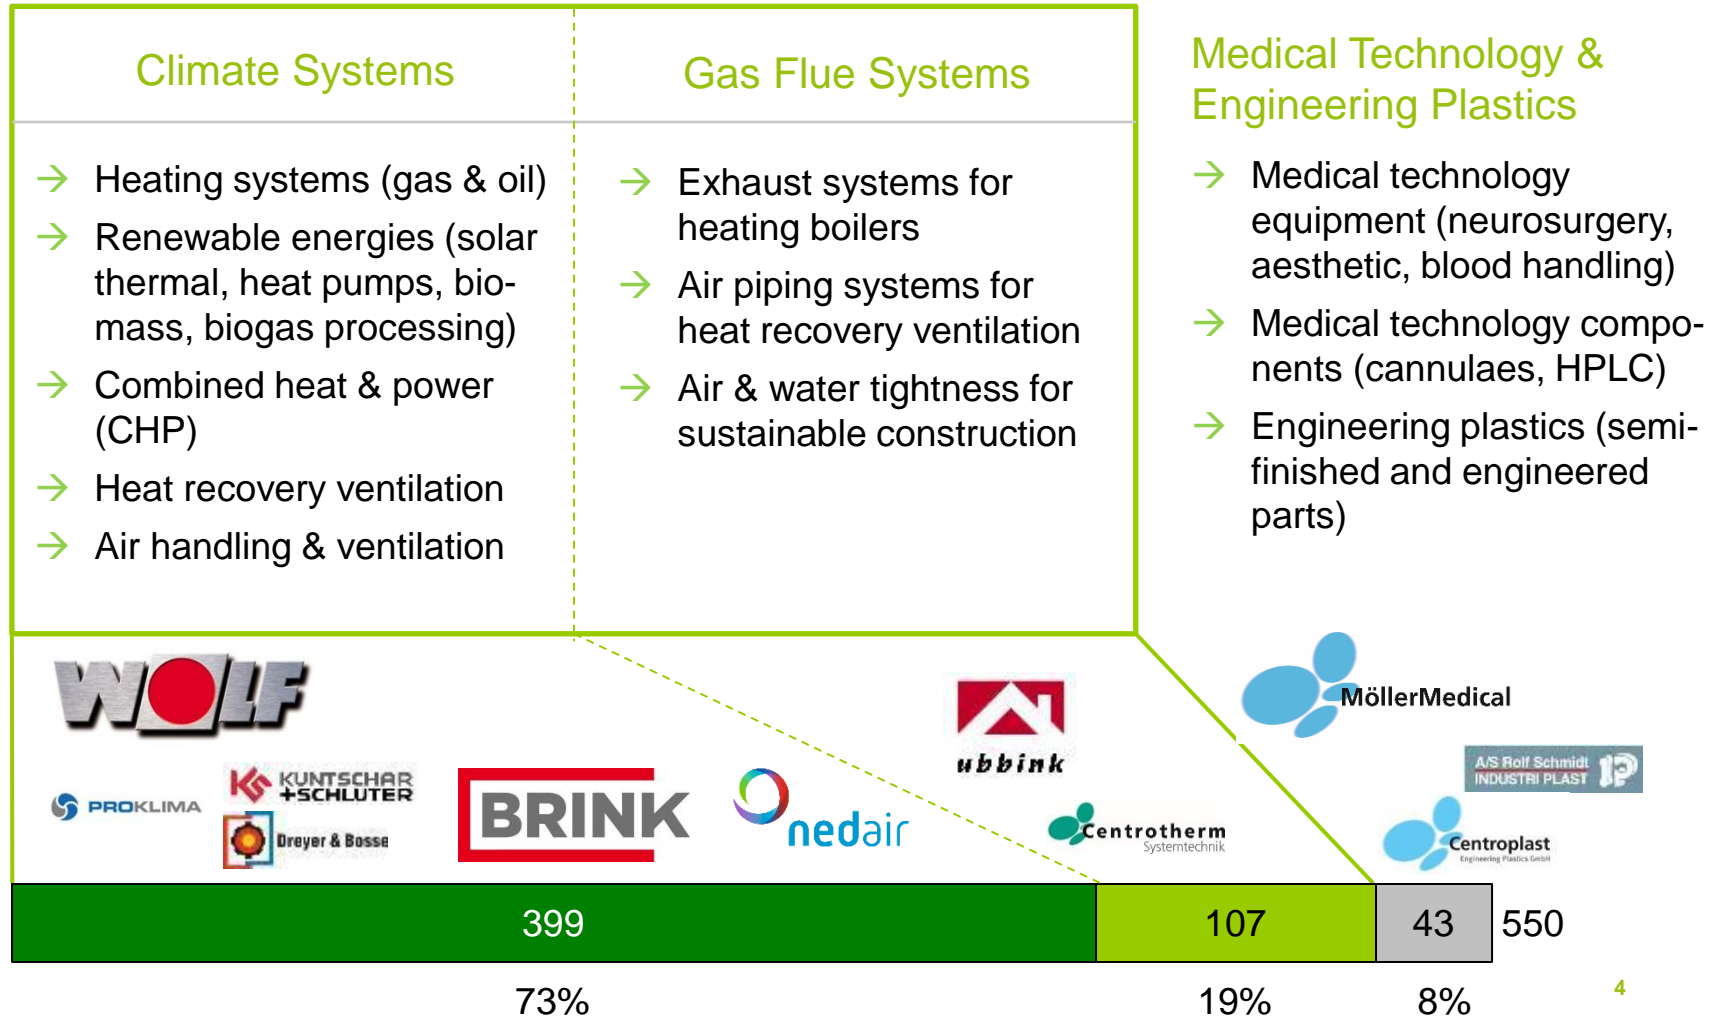 Climate Systems
Heating systems (gas & oil)
Renewable energies (solar
thermal, heat pumps, bio-
mass, biogas processing)
Combined heat & power
(CHP)
Heat recovery ventilation
Air handling & ventilation
Gas Flue Systems
Exhaust systems for
heating boilers
Air piping systems for
heat recovery ventilation
Air & water tightness for
sustainable construction
Medical Technology &
Engineering Plastics
Medical technology
equipment (neurosurgery,
aesthetic, blood handling)
Medical technology compo-
nents (cannulaes, HPLC)
Engineering plastics (semi-
finished and engineered
parts)
WOLF
PROKLIMA
KS KUNTSCHAR
+SCHLÜTER
Dreyer & Bosse
BRINK
nedair
ubbink
Centrotherm
Systemtechnik
MöllerMedical
A/S Rolf Schmidt
INDUSTRI PLAST
Centroplast
Engineering Plastics GmbH
399
107
43
550
73%
19%
8%
4